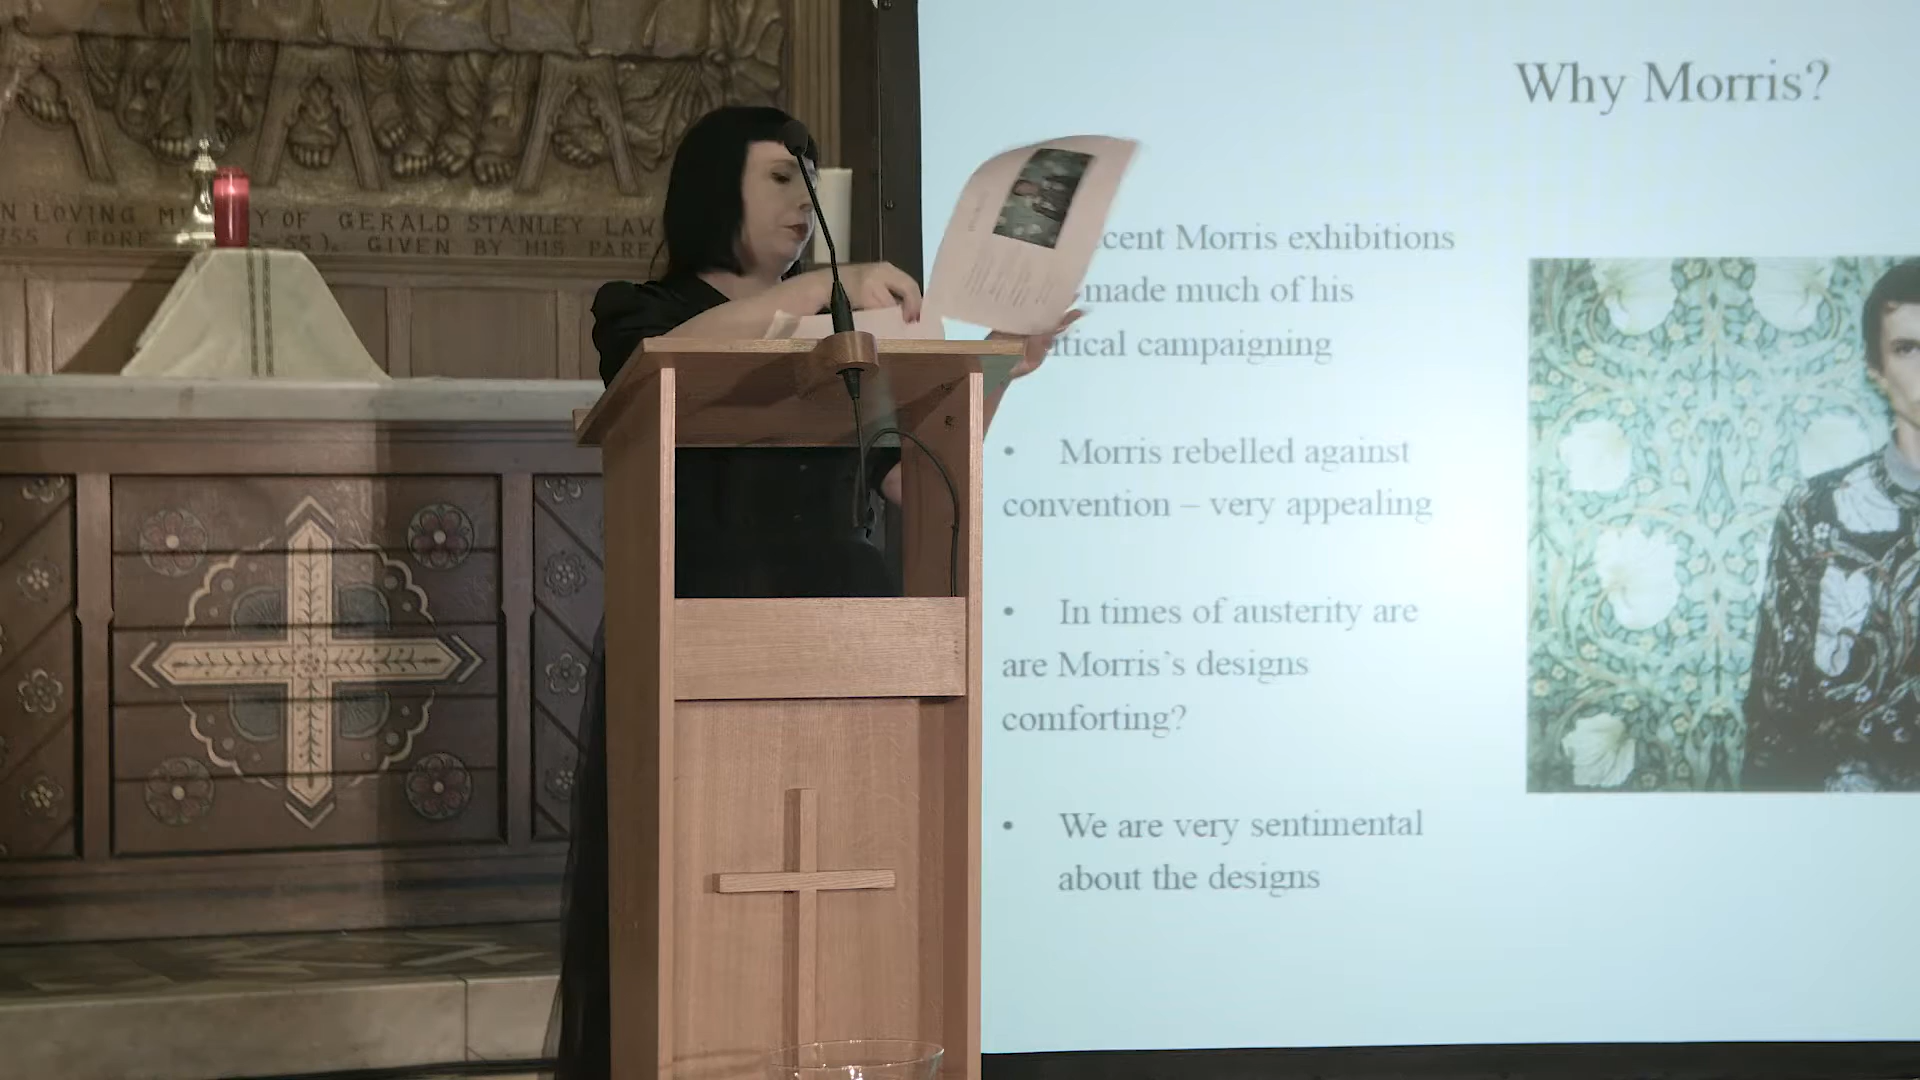 Why Morris?
cent Morris exhibitions
made much of his
itical campaigning
• Morris rebelled against
convention – very appealing
• In times of austerity are
are Morris's designs
comforting?
• We are very sentimental
about the designs
N LOVING M Y OF GERALD STANLEY LAW
GIVEN BY HIS PARE